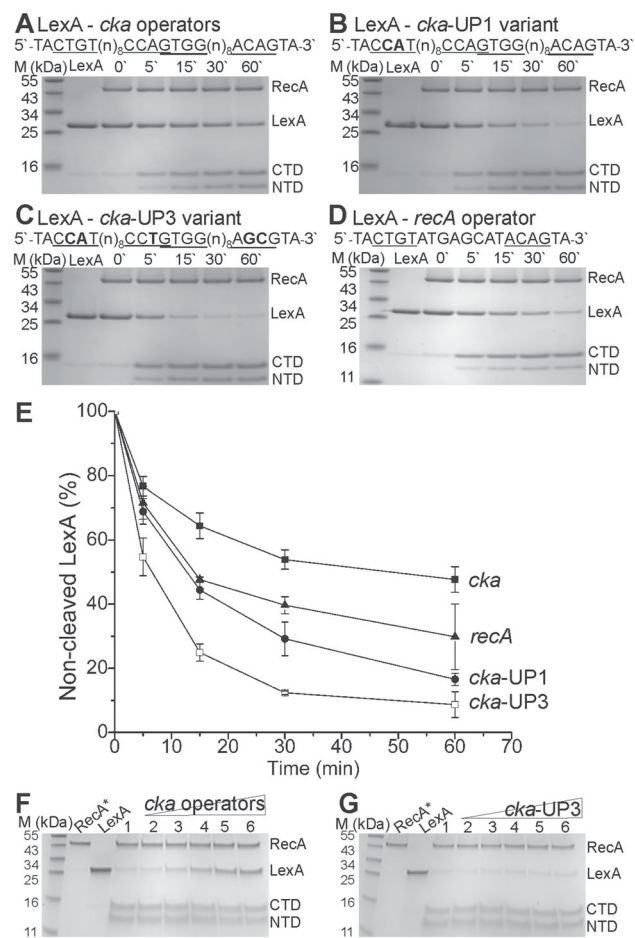 A LexA - cka operators
5`-TACTGT(n)8CCAGTGG(n)8ACAGTA-3`
M (kDa) LexA 0` 5` 15` 30` 60`
55
43
34
25
16
RecA
LexA
CTD
NTD
B LexA - cka-UP1 variant
5`-TACCAT(n)8CCAGTGG(n)8ACAGTA-3`
M (kDa) LexA 0` 5` 15` 30` 60`
55
43
34
25
16
RecA
LexA
CTD
NTD
C LexA - cka-UP3 variant
5`-TACCAT(n)8CCTGTGG(n)8AGCGTA-3`
M (kDa) LexA 0` 5` 15` 30` 60`
55
43
34
25
16
RecA
LexA
CTD
NTD
D LexA - recA operator
5`-TACTGTATGAGCATACAGTA-3`
M (kDa) LexA 0` 5` 15` 30` 60`
55
43
34
25
16
11
RecA
LexA
CTD
NTD
E
Non-cleaved LexA (%)
100
80
60
40
20
0
cka
recA
cka-UP1
cka-UP3
0 10 20 30 40 50 60 70
Time (min)
F cka operators
M (kDa) RecA* LexA 1 2 3 4 5 6
55
43
34
25
16
11
RecA
LexA
CTD
NTD
G cka-UP3
M (kDa) RecA* LexA 1 2 3 4 5 6
55
43
34
25
16
11
RecA
LexA
CTD
NTD